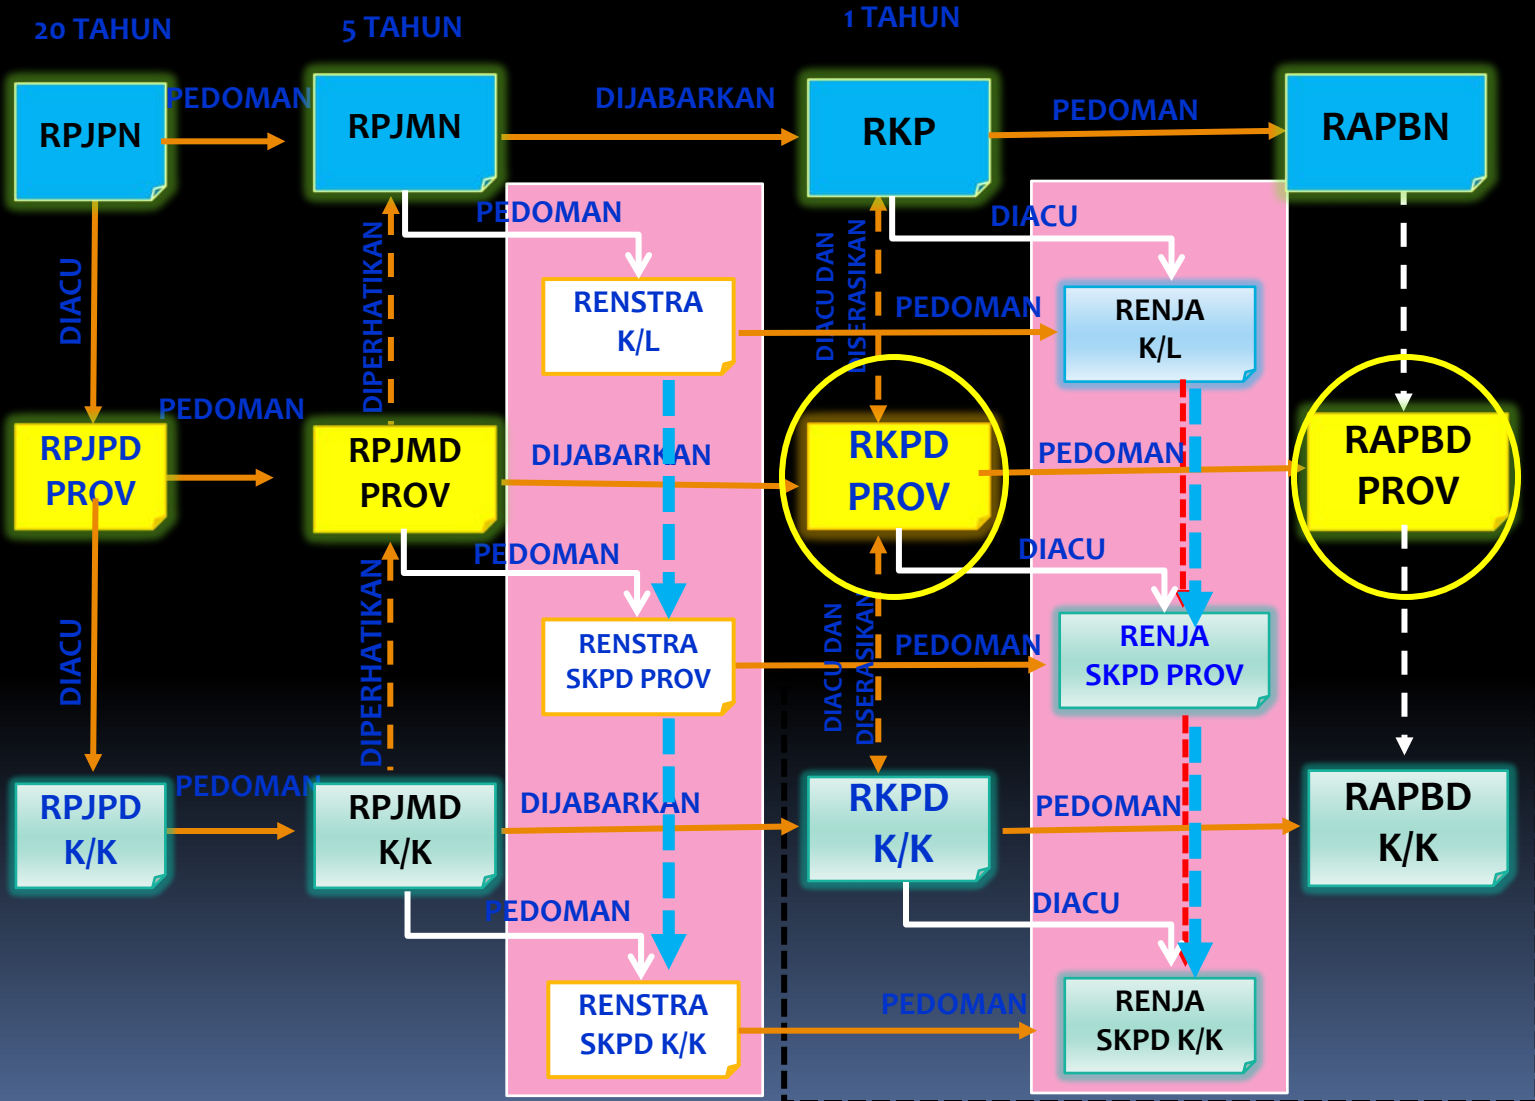 20 TAHUN
5 TAHUN
1 TAHUN
RPJPN
PEDOMAN
RPJMN
DIJABARKAN
RKP
PEDOMAN
RAPBN
DIACU
DIPERHATIKAN
PEDOMAN
DIACU DAN
DISERASIKAN
DIACU
RENSTRA
K/L
PEDOMAN
RENJA
K/L
RPJPD
PROV
PEDOMAN
RPJMD
PROV
DIJABARKAN
RKPD
PROV
PEDOMAN
RAPBD
PROV
DIACU
DIPERHATIKAN
PEDOMAN
DIACU DAN
DISERASIKAN
DIACU
RENSTRA
SKPD PROV
PEDOMAN
RENJA
SKPD PROV
RPJPD
K/K
PEDOMAN
RPJMD
K/K
DIJABARKAN
RKPD
K/K
PEDOMAN
RAPBD
K/K
PEDOMAN
DIACU
RENSTRA
SKPD K/K
PEDOMAN
RENJA
SKPD K/K